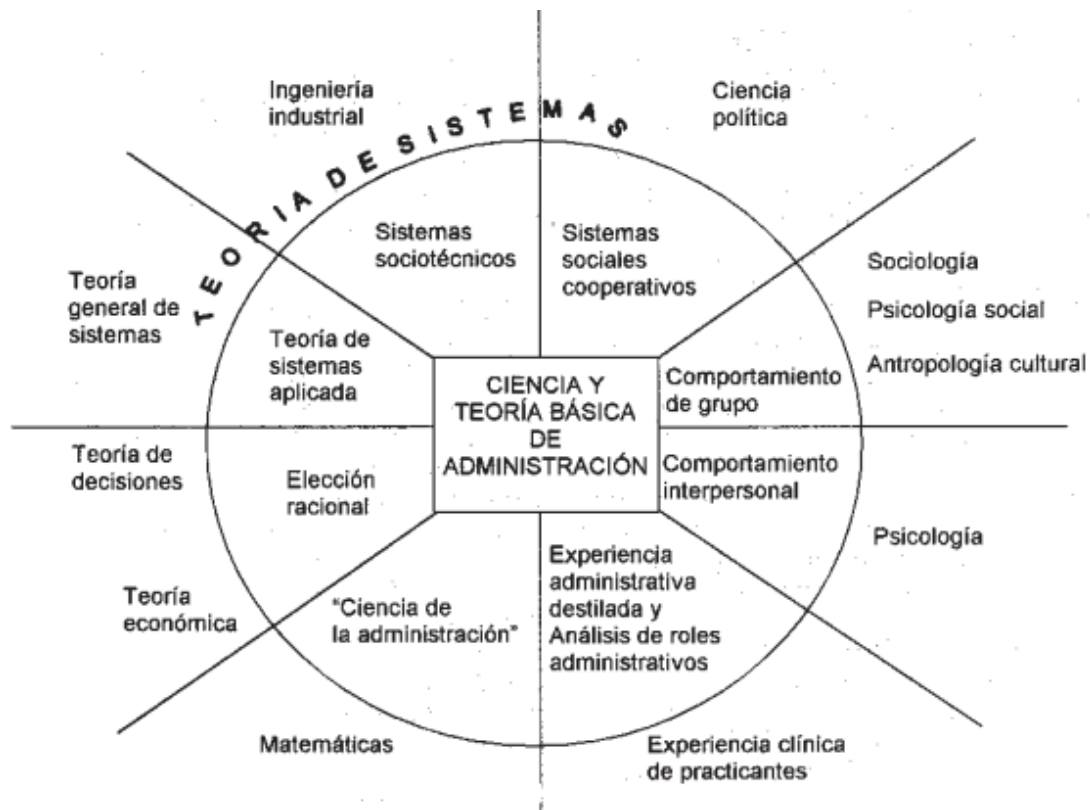 Ingeniería
industrial
Ciencia
política
TEORIA DE SISTEMAS
Sistemas
sociotécnicos
Sistemas
sociales
cooperativos
Sociología
Psicología social
Antropología cultural
Teoría
general de
sistemas
Teoría de
sistemas
aplicada
CIENCIA Y
TEORÍA BÁSICA
DE
ADMINISTRACIÓN
Comportamiento
de grupo
Teoría de
decisiones
Elección
racional
Comportamiento
interpersonal
Psicología
Teoría
económica
“Ciencia de
la administración”
Experiencia
administrativa
destilada y
Análisis de roles
administrativos
Matemáticas
Experiencia clínica
de practicantes